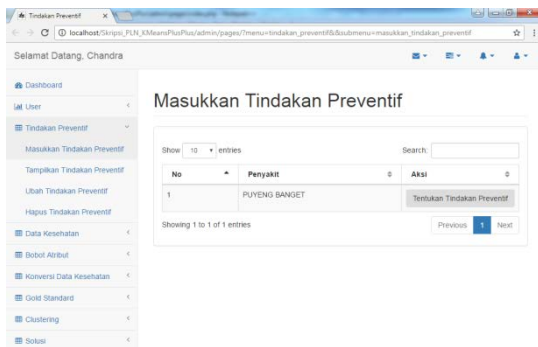 Tindakan Preventif
localhost/Skripsi_PLN_KMeansPlusPlus/admin/pages/?menu=tindakan_preventif&submenu=masukkan_tindakan_preventif
Selamat Datang, Chandra
Dashboard
User
Tindakan Preventif
Masukkan Tindakan Preventif
Tampilkan Tindakan Preventif
Ubah Tindakan Preventif
Hapus Tindakan Preventif
Data Kesehatan
Bobot Atribut
Konversi Data Kesehatan
Gold Standard
Clustering
Solusi
Masukkan Tindakan Preventif
Show 10 entries
Search:
No Penyakit Aksi
1 PUYENG BANGET Tentukan Tindakan Preventif
Showing 1 to 1 of 1 entries
Previous 1 Next